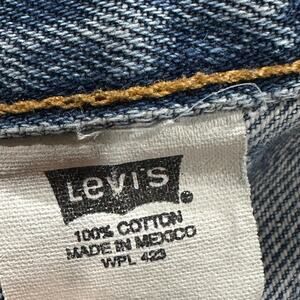 LeVI'S
100% COTTON
MADE IN MEXICO
WPL 423